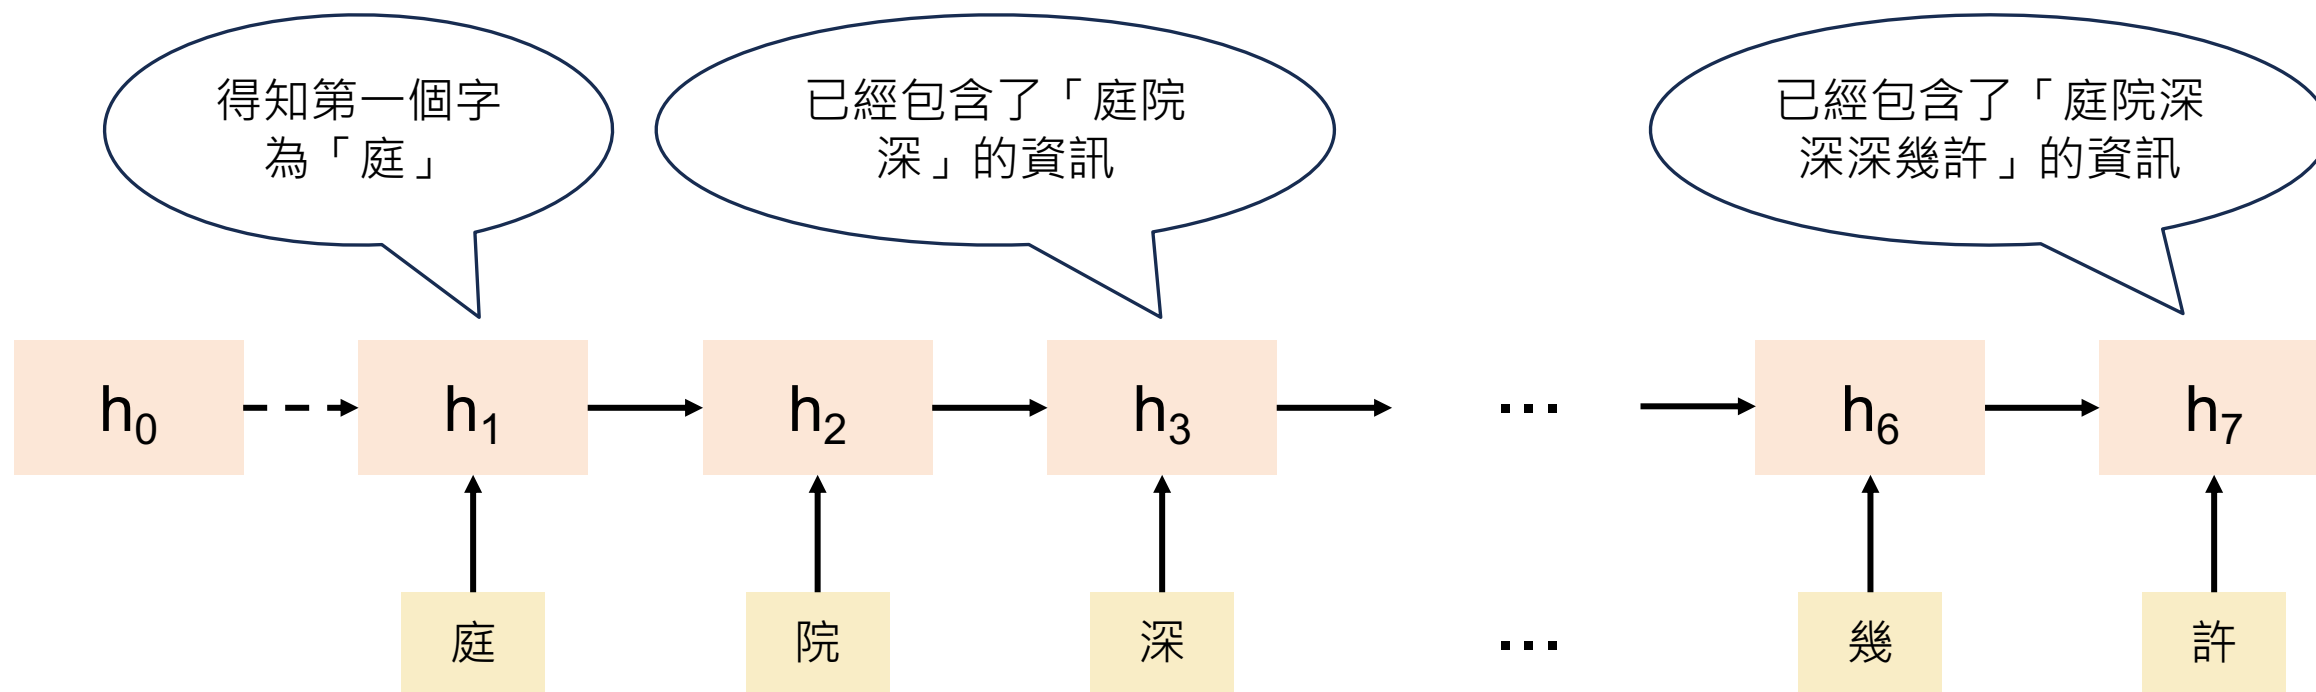 得知第一個字
為「庭」
已經包含了「庭院
深」的資訊
已經包含了「庭院深
深深幾許」的資訊
h0
h1
h2
h3
...
h6
h7
庭
院
深
...
幾
許